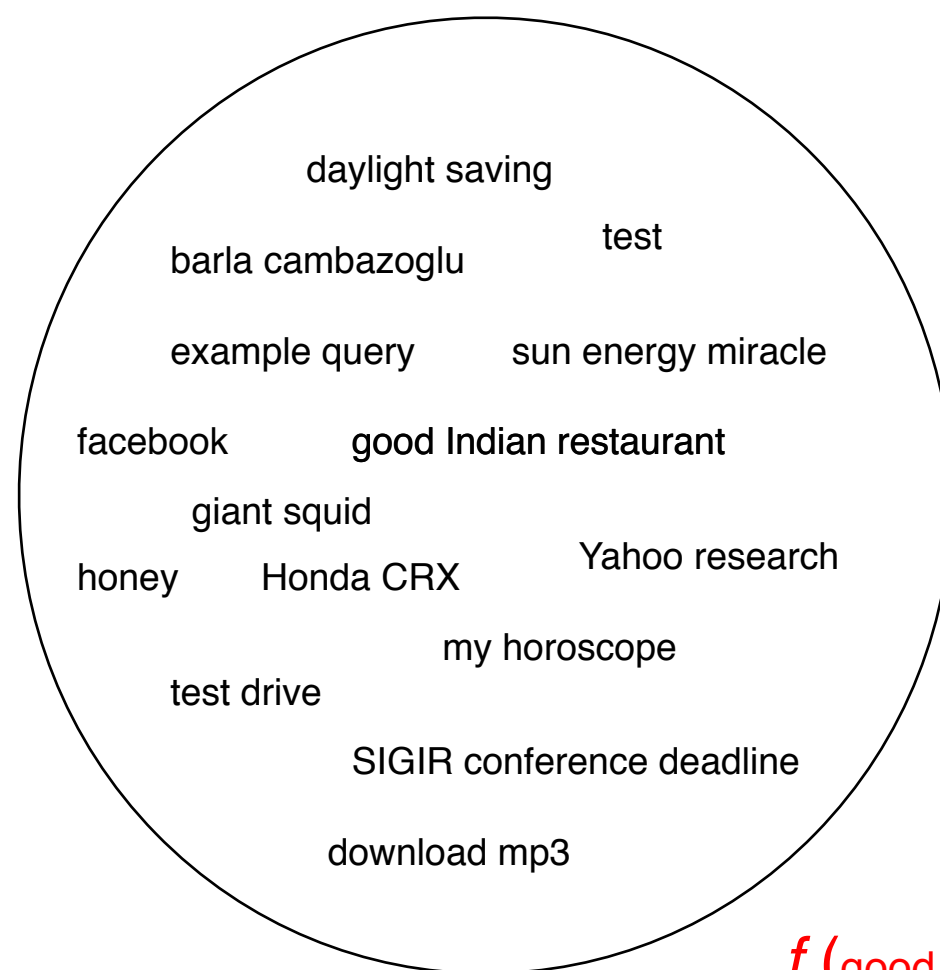 daylight saving
test
barla cambazoglu
example query
sun energy miracle
facebook
good Indian restaurant
giant squid
Yahoo research
honey
Honda CRX
my horoscope
test drive
SIGIR conference deadline
download mp3
f (good